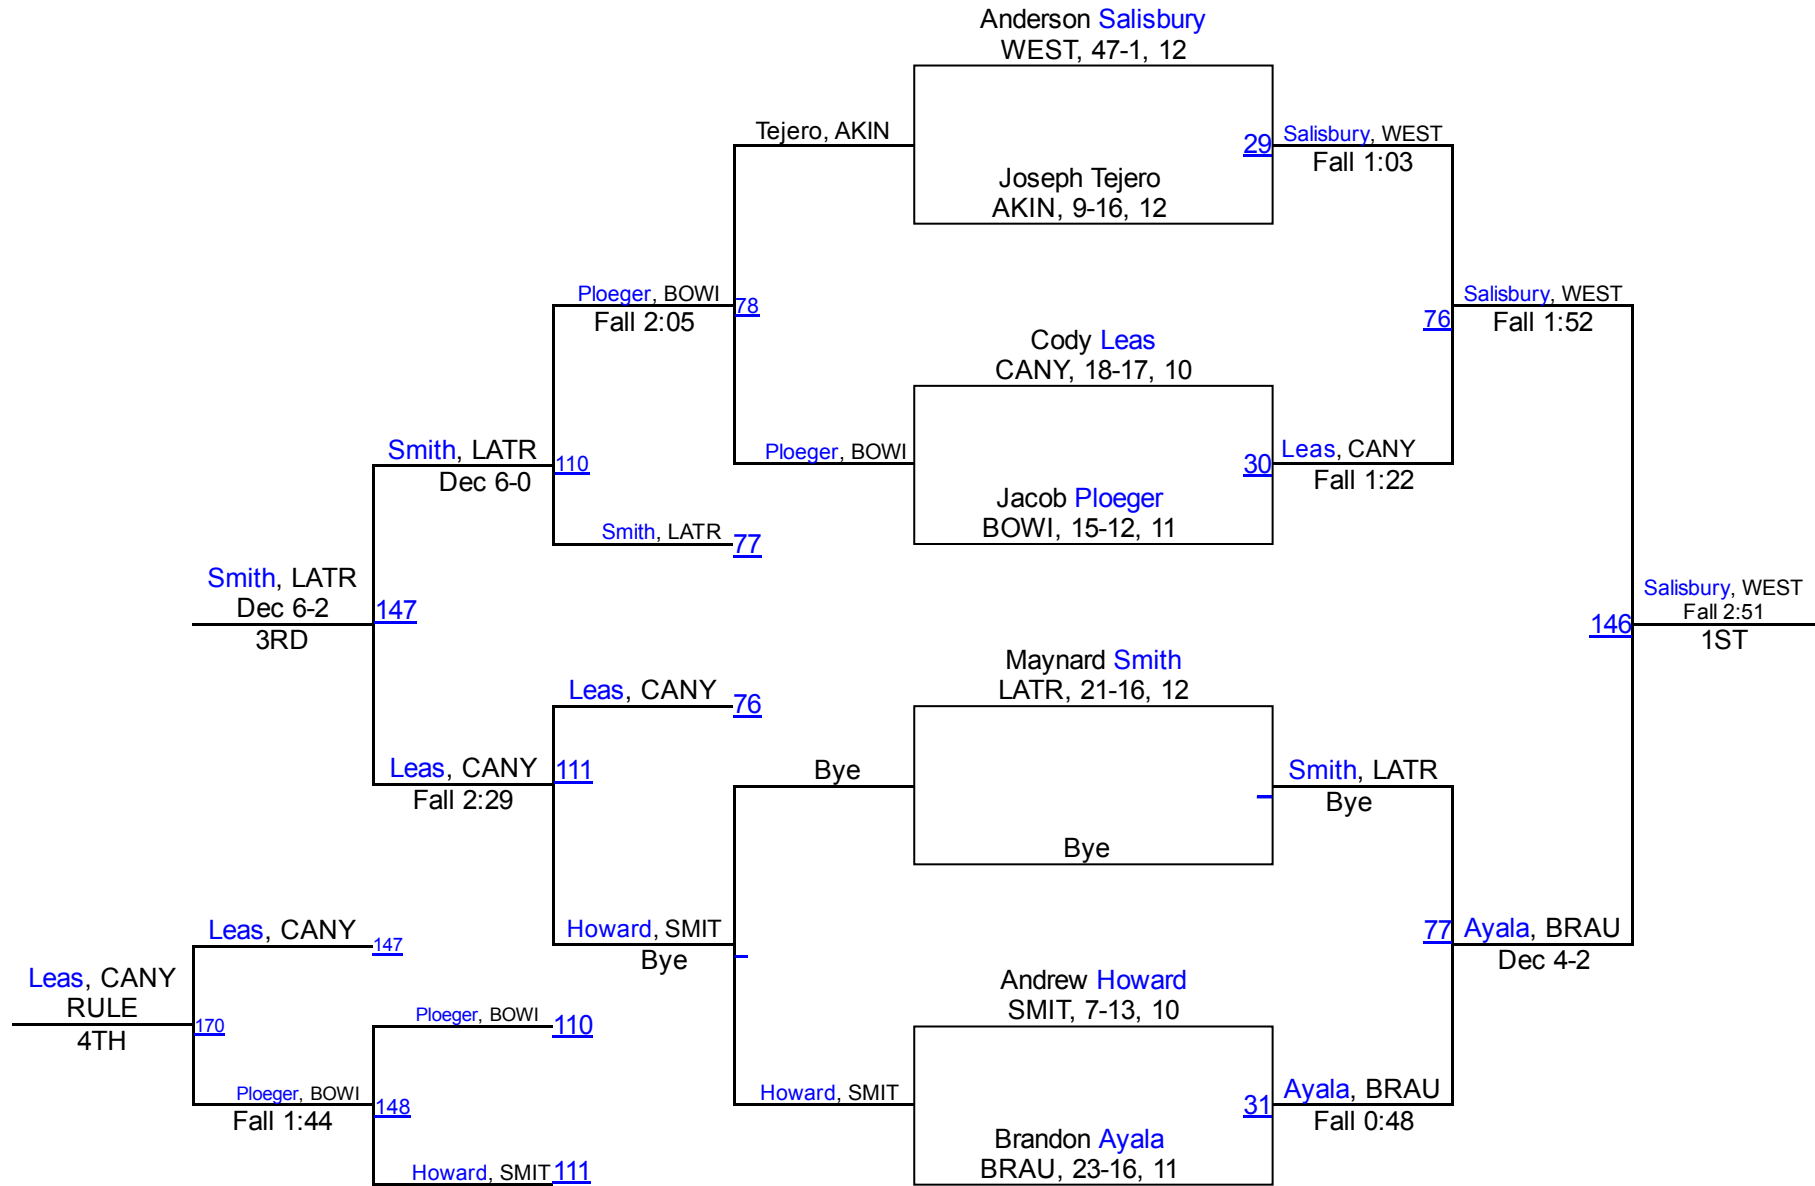 Anderson Salisbury
WEST, 47-1, 12
Tejero, AKIN
29
Salisbury, WEST
Fall 1:03
Joseph Tejero
AKIN, 9-16, 12
Ploeger, BOWI
Fall 2:05
78
Salisbury, WEST
Fall 1:52
76
Cody Leas
CANY, 18-17, 10
Smith, LATR
Dec 6-0
110
Ploeger, BOWI
30
Leas, CANY
Fall 1:22
Jacob Ploeger
BOWI, 15-12, 11
Smith, LATR
77
Smith, LATR
Dec 6-2
3RD
147
146
Salisbury, WEST
Fall 2:51
1ST
Maynard Smith
LATR, 21-16, 12
Leas, CANY
76
Leas, CANY
Fall 2:29
111
Bye
Smith, LATR
Bye
Bye
Leas, CANY
147
Howard, SMIT
Bye
77
Ayala, BRAU
Dec 4-2
Leas, CANY
RULE
4TH
170
Andrew Howard
SMIT, 7-13, 10
Ploeger, BOWI
110
Ploeger, BOWI
Fall 1:44
148
Howard, SMIT
31
Ayala, BRAU
Fall 0:48
Brandon Ayala
BRAU, 23-16, 11
Howard, SMIT
111